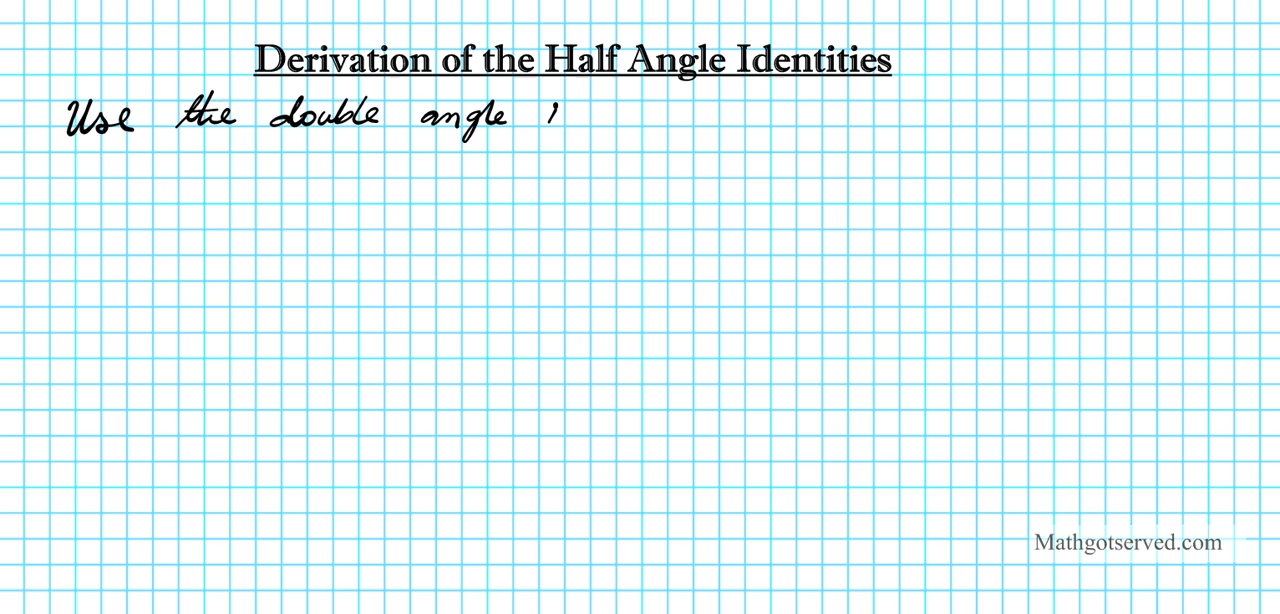 Derivation of the Half Angle Identities
Use the double angle
Mathgotserved.com